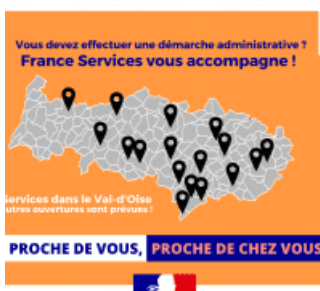 Vous devez effectuer une démarche administrative ?
France Services vous accompagne !
Services dans le Val-d'Oise
utres ouvertures sont prévues !
PROCHE DE VOUS, PROCHE DE CHEZ VOUS